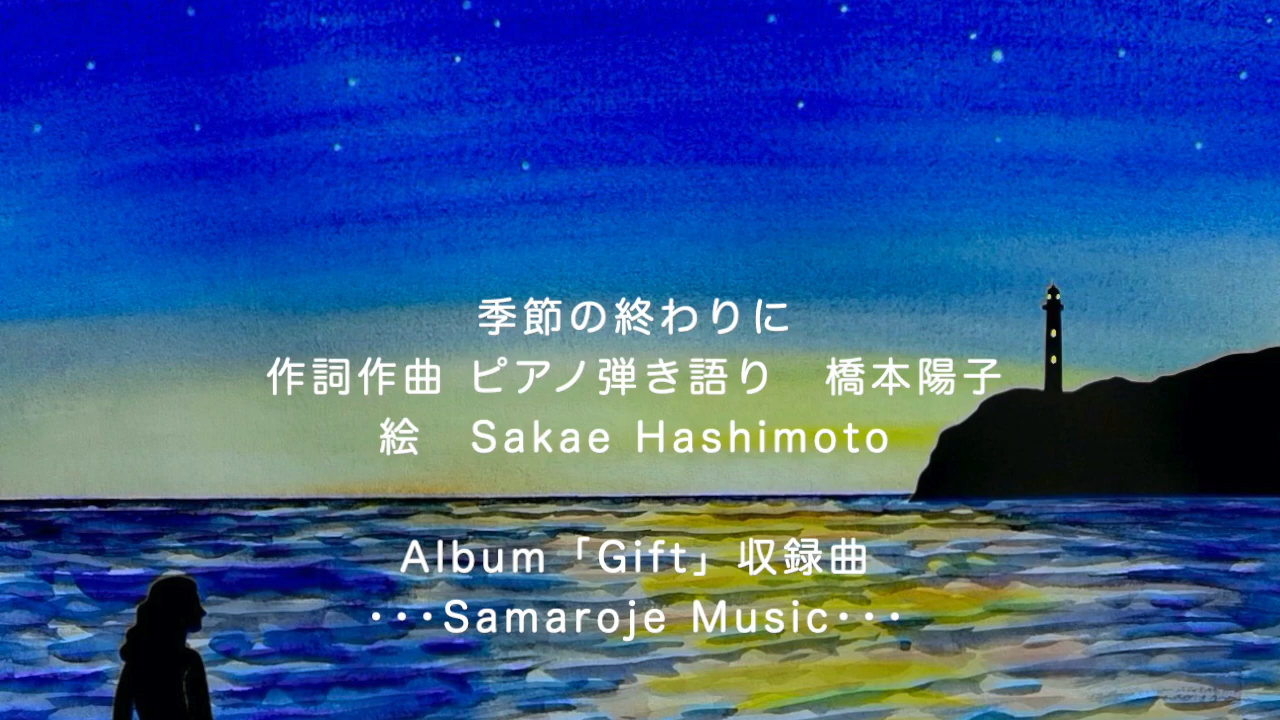 季節の終わりに
作詞作曲 ピアノ弾き語り　橋本陽子
絵　Sakae Hashimoto
Album「Gift」収録曲
･･･Samaroje Music･･･